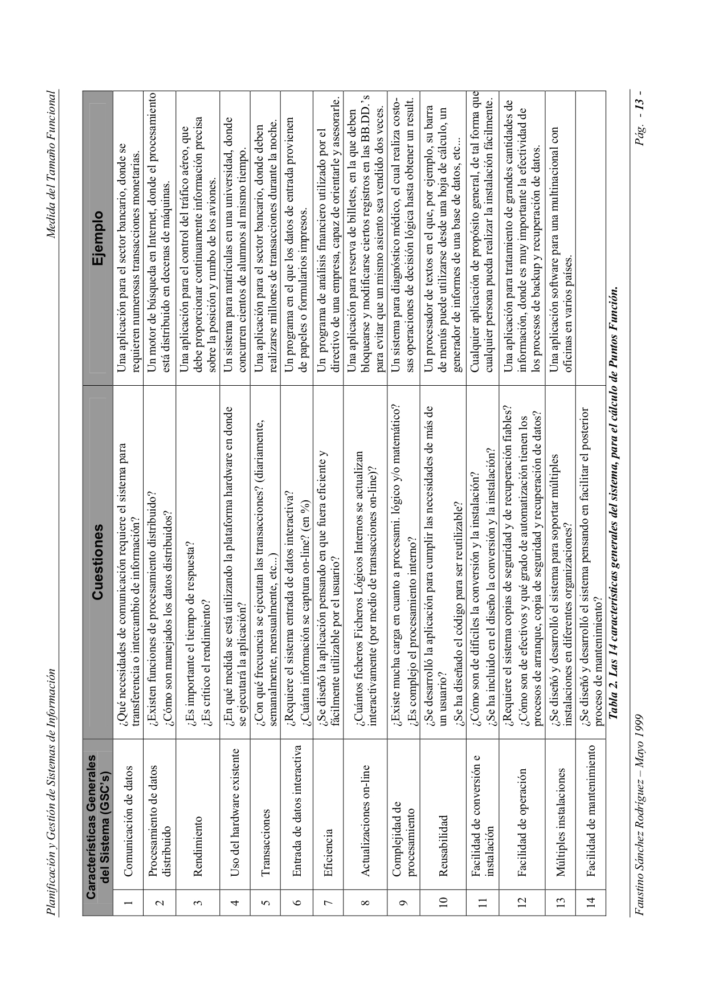 Planificación y Gestión de Sistemas de Información Medida del Tamaño Funcional
Características Generales
del Sistema (GSC's)
Cuestiones
Ejemplo
1
Comunicación de datos
¿Qué necesidades de comunicación requiere el sistema para
transferencia o intercambio de información?
Una aplicación para el sector bancario, donde se
requieren numerosas transacciones monetarias.
2
Procesamiento de datos
distribuido
¿Existen funciones de procesamiento distribuido?
¿Cómo son manejados los datos distribuidos?
Un motor de búsqueda en Internet, donde el procesamiento
está distribuido en decenas de máquinas.
3
Rendimiento
¿Es importante el tiempo de respuesta?
¿Es crítico el rendimiento?
Una aplicación para el control del tráfico aéreo, que
debe proporcionar continuamente información precisa
sobre la posición y rumbo de los aviones.
4
Uso del hardware existente
¿En qué medida se está utilizando la plataforma hardware en donde
se ejecutará la aplicación?
Un sistema para matrículas en una universidad, donde
concurren cientos de alumnos al mismo tiempo.
5
Transacciones
¿Con qué frecuencia se ejecutan las transacciones? (diariamente,
semanalmente, mensualmente, etc...)
Una aplicación para el sector bancario, donde deben
realizarse millones de transacciones durante la noche.
6
Entrada de datos interactiva
¿Requiere el sistema entrada de datos interactiva?
¿Cuánta información se captura on-line? (en %)
Un programa en el que los datos de entrada provienen
de papeles o formularios impresos.
7
Eficiencia
¿Se diseñó la aplicación pensando en que fuera eficiente y
fácilmente utilizable por el usuario?
Un programa de análisis financiero utilizado por el
directivo de una empresa, capaz de orientarle y asesorarle.
8
Actualizaciones on-line
¿Cuántos ficheros Ficheros Lógicos Internos se actualizan
interactivamente (por medio de transacciones on-line)?
Una aplicación para reserva de billetes, en la que deben
bloquearse y modificarse ciertos registros en las BB.DD.'s
para evitar que un mismo asiento sea vendido dos veces.
9
Complejidad de
procesamiento
¿Existe mucha carga en cuanto a procesami. lógico y/o matemático?
¿Es complejo el procesamiento interno?
Un sistema para diagnóstico médico, el cual realiza costo-
sas operaciones de decisión lógica hasta obtener un result.
10
Reusabilidad
¿Se desarrolló la aplicación para cumplir las necesidades de más de
un usuario?
¿Se ha diseñado el código para ser reutilizable?
Un procesador de textos en el que, por ejemplo, su barra
de menús puede utilizarse desde una hoja de cálculo, un
generador de informes de una base de datos, etc...
11
Facilidad de conversión e
instalación
¿Cómo son de difíciles la conversión y la instalación?
¿Se ha incluido en el diseño la conversión y la instalación?
Cualquier aplicación de propósito general, de tal forma que
cualquier persona pueda realizar la instalación fácilmente.
12
Facilidad de operación
¿Requiere el sistema copias de seguridad y de recuperación fiables?
¿Cómo son de efectivos y qué grado de automatización tienen los
procesos de arranque, copia de seguridad y recuperación de datos?
Una aplicación para tratamiento de grandes cantidades de
información, donde es muy importante la efectividad de
los procesos de backup y recuperación de datos.
13
Múltiples instalaciones
¿Se diseñó y desarrolló el sistema para soportar múltiples
instalaciones en diferentes organizaciones?
Una aplicación software para una multinacional con
oficinas en varios países.
14
Facilidad de mantenimiento
¿Se diseñó y desarrolló el sistema pensando en facilitar el posterior
proceso de mantenimiento?
Tabla 2. Las 14 características generales del sistema, para el cálculo de Puntos Función.
Faustino Sánchez Rodríguez – Mayo 1999 Pág. - 13 -